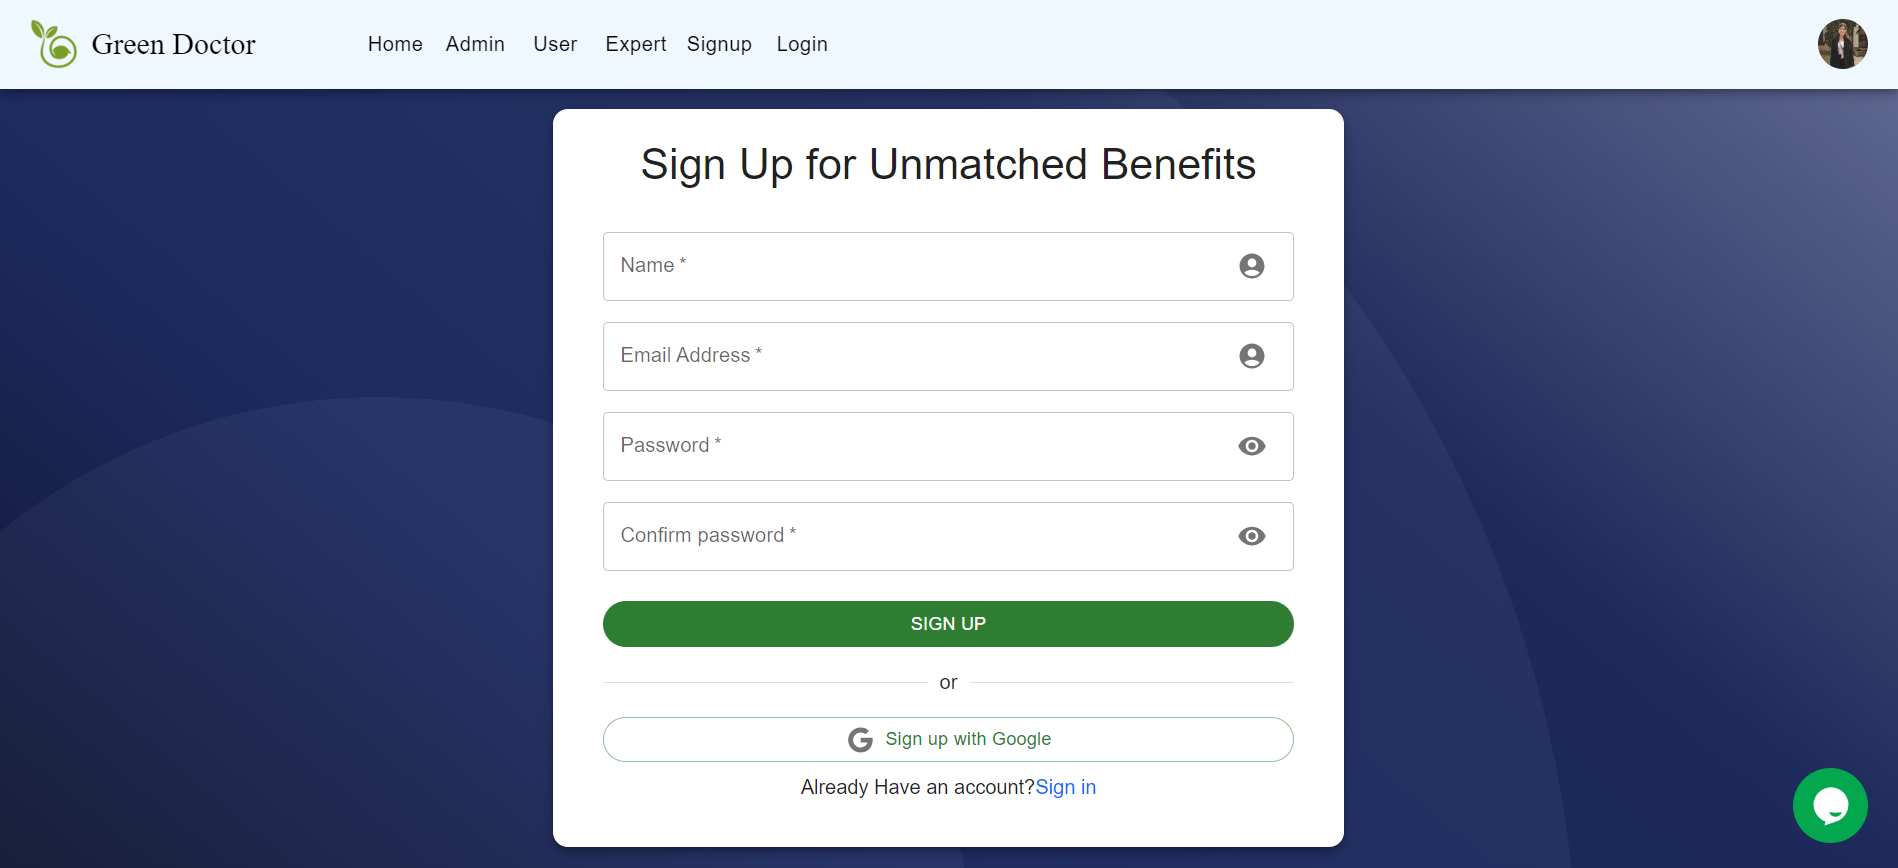 Green Doctor Home Admin User Expert Signup Login
Sign Up for Unmatched Benefits
Name *
Email Address *
Password *
Confirm password *
SIGN UP
or
Sign up with Google
Already Have an account?Sign in